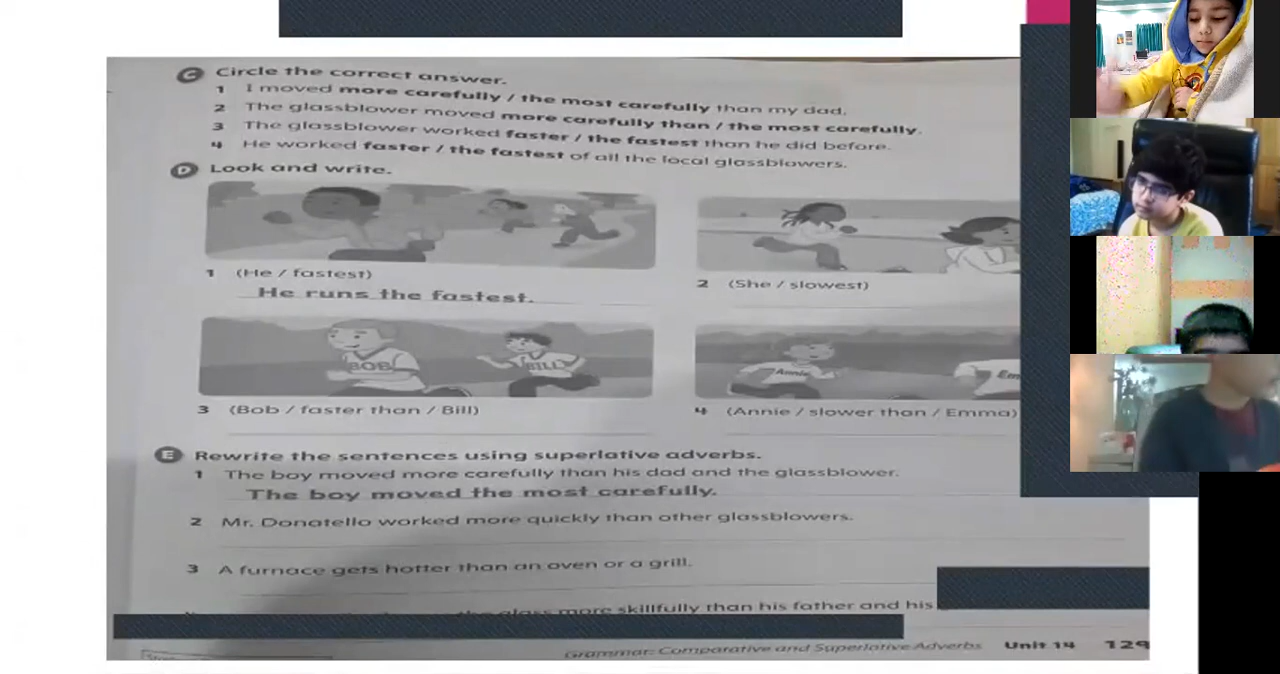 C Circle the correct answer.
1 I moved more carefully / the most carefully than my dad.
2 The glassblower moved more carefully than / the most carefully.
3 The glassblower worked faster / the fastest than he did before.
4 He worked faster / the fastest of all the local glassblowers.
D Look and write.
1 (He / fastest)
He runs the fastest.
2 (She / slowest)
BOB
BILL
Annie
Em
3 (Bob / faster than / Bill)
4 (Annie / slower than / Emma)
E Rewrite the sentences using superlative adverbs.
1 The boy moved more carefully than his dad and the glassblower.
The boy moved the most carefully.
2 Mr. Donatello worked more quickly than other glassblowers.
3 A furnace gets hotter than an oven or a grill.
the glass more skillfully than his father and his
Grammar: Comparative and Superlative Adverbs Unit 14 129